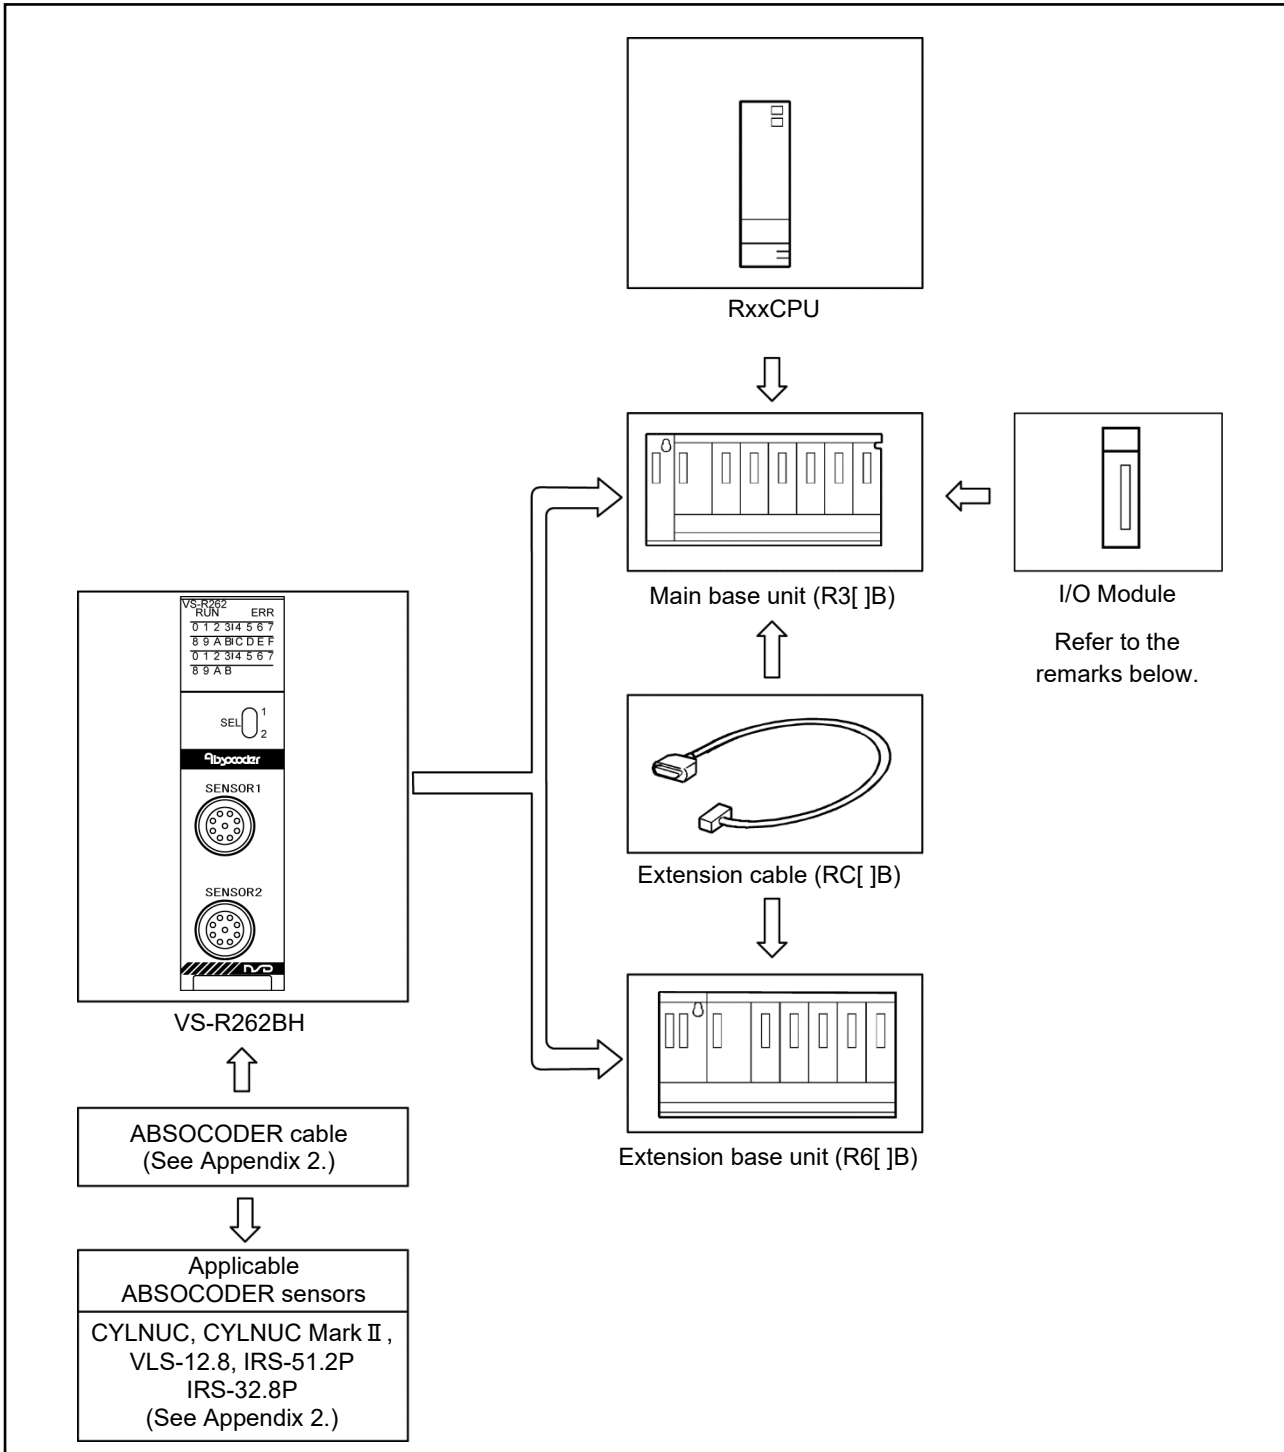 RxxCPU
Main base unit (R3[ ]B)
I/O Module
Refer to the
remarks below.
VS-R262
RUN ERR
0 1 2 3 4 5 6 7
8 9 A B C D E F
0 1 2 3 4 5 6 7
8 9 A B
SEL 1
2
Absocoder
SENSOR1
SENSOR2
NSD
VS-R262BH
Extension cable (RC[ ]B)
Extension base unit (R6[ ]B)
ABSOCODER cable
(See Appendix 2.)
Applicable
ABSOCODER sensors
CYLNUC, CYLNUC Mark Ⅱ,
VLS-12.8, IRS-51.2P
IRS-32.8P
(See Appendix 2.)